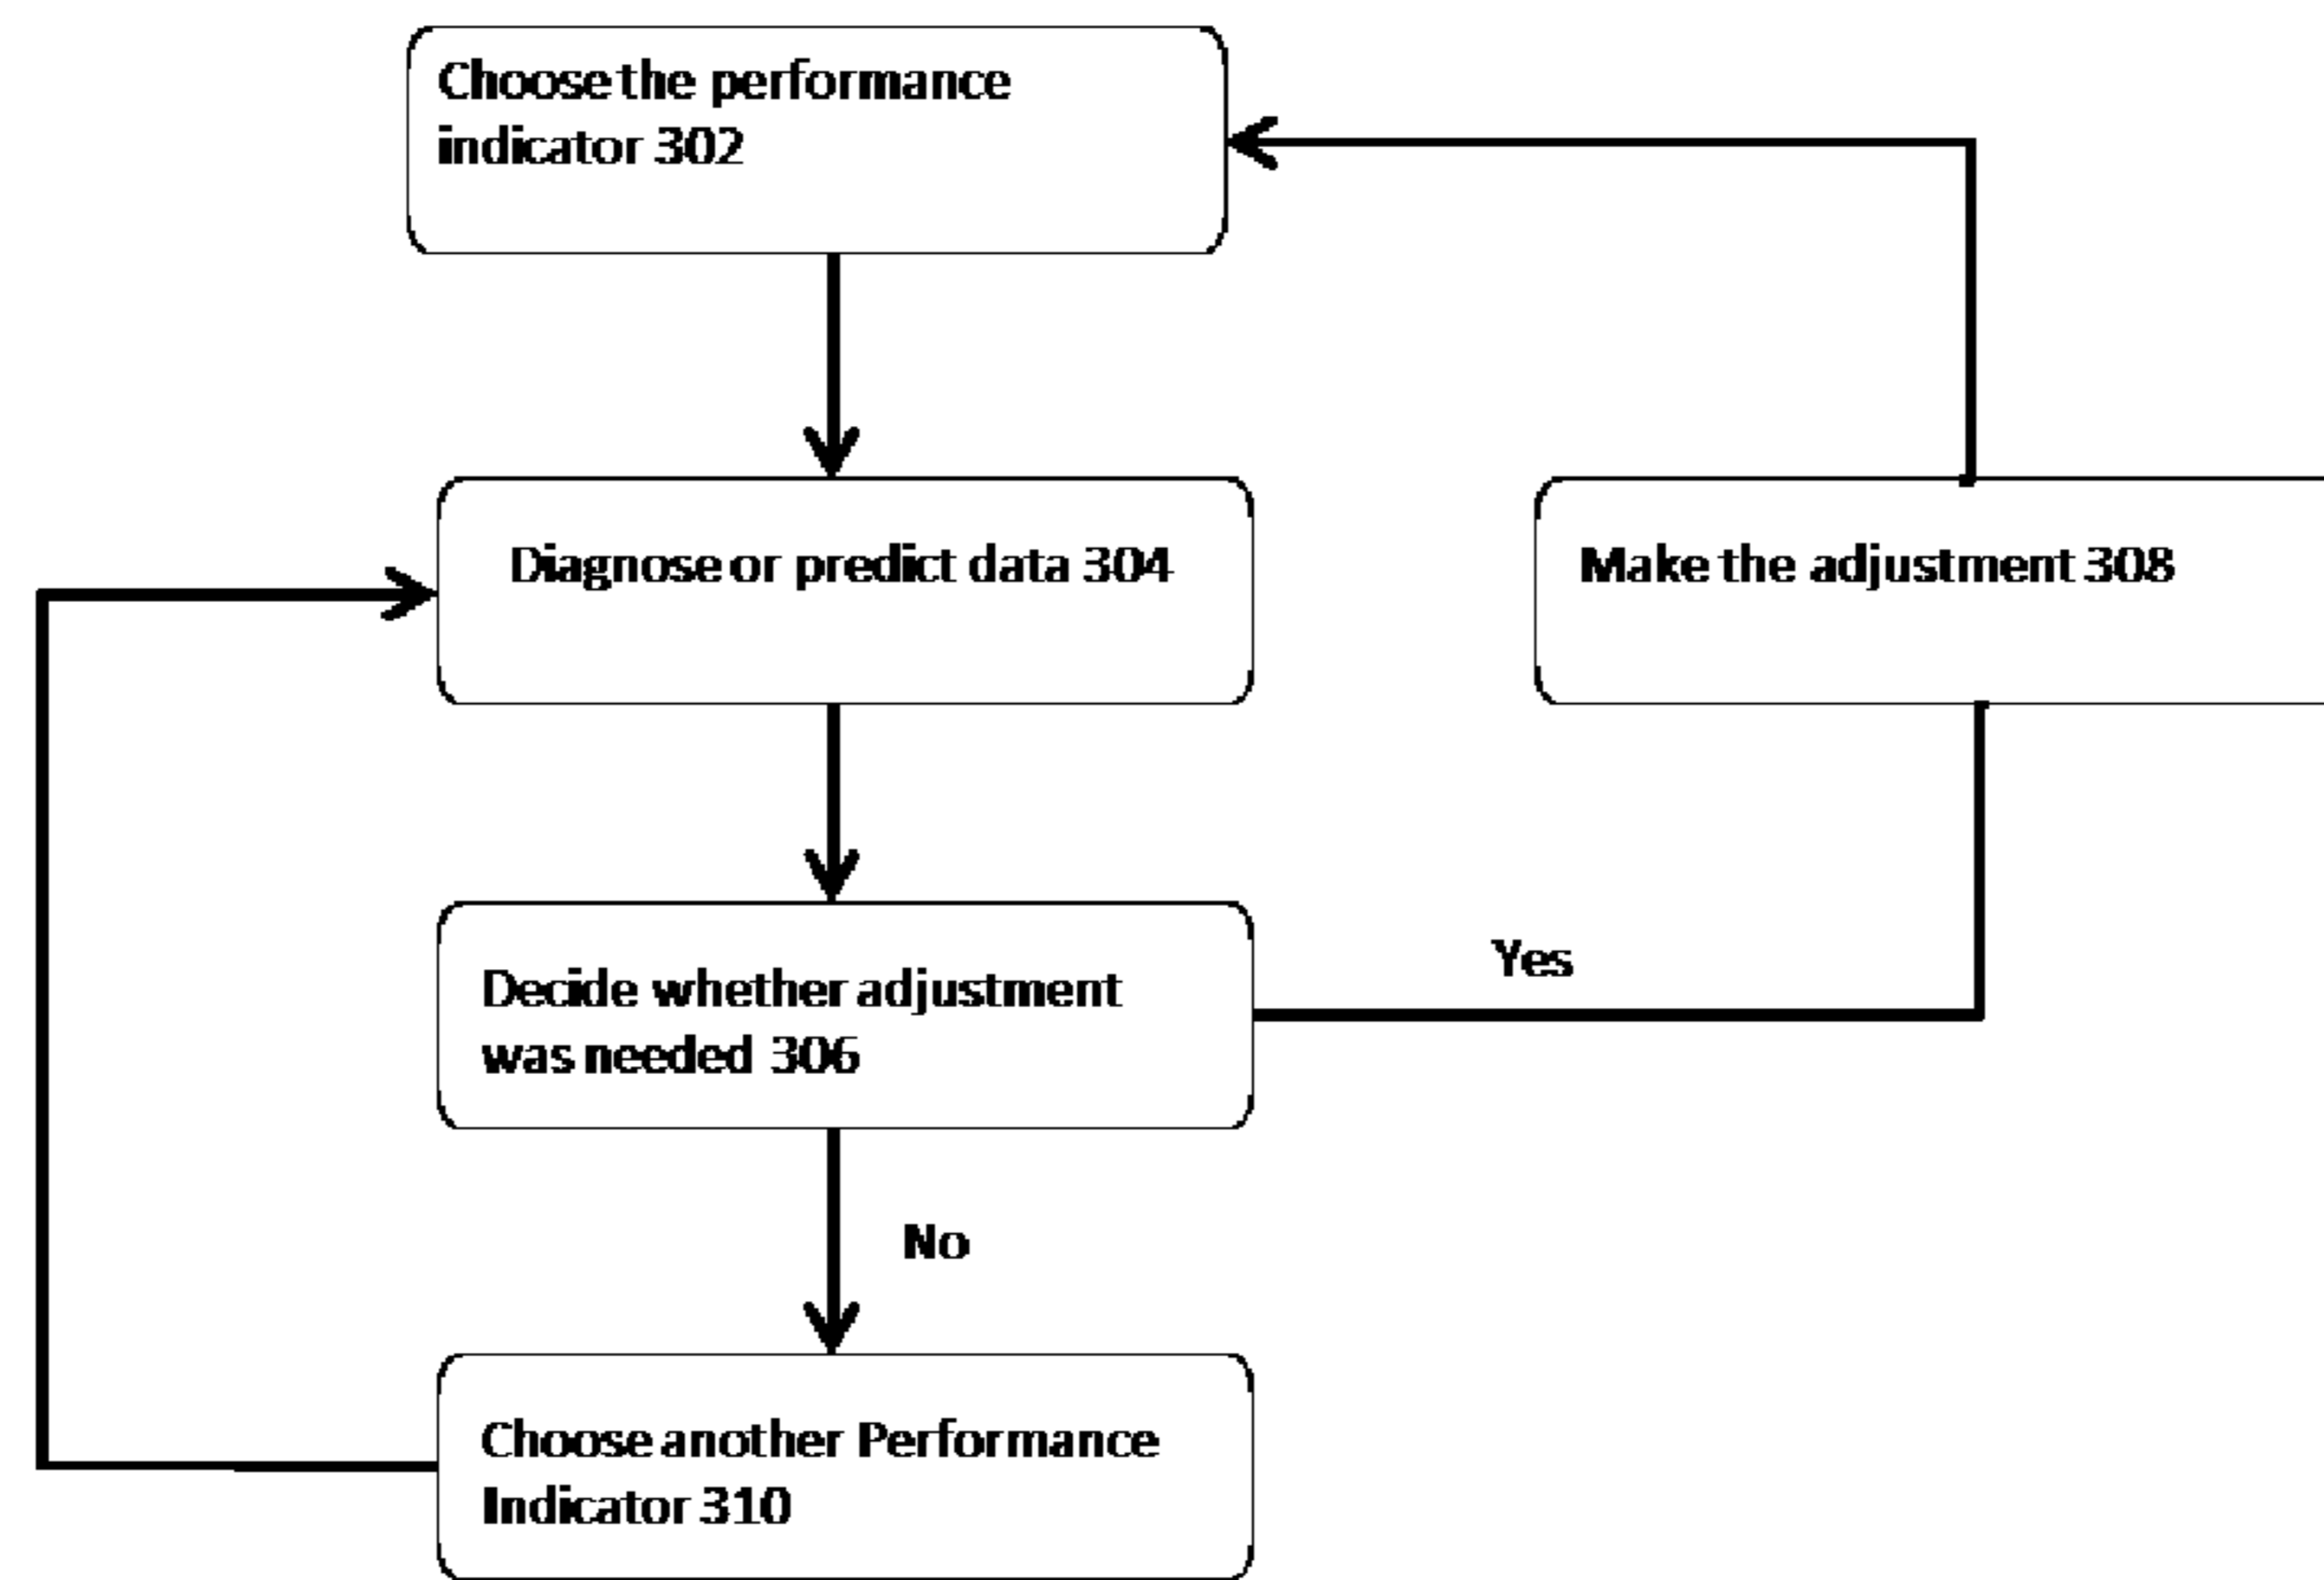 Choose the performance
indicator 302
Diagnose or predict data 304
Make the adjustment 308
Decide whether adjustment
was needed 306
Yes
No
Choose another Performance
Indicator 310